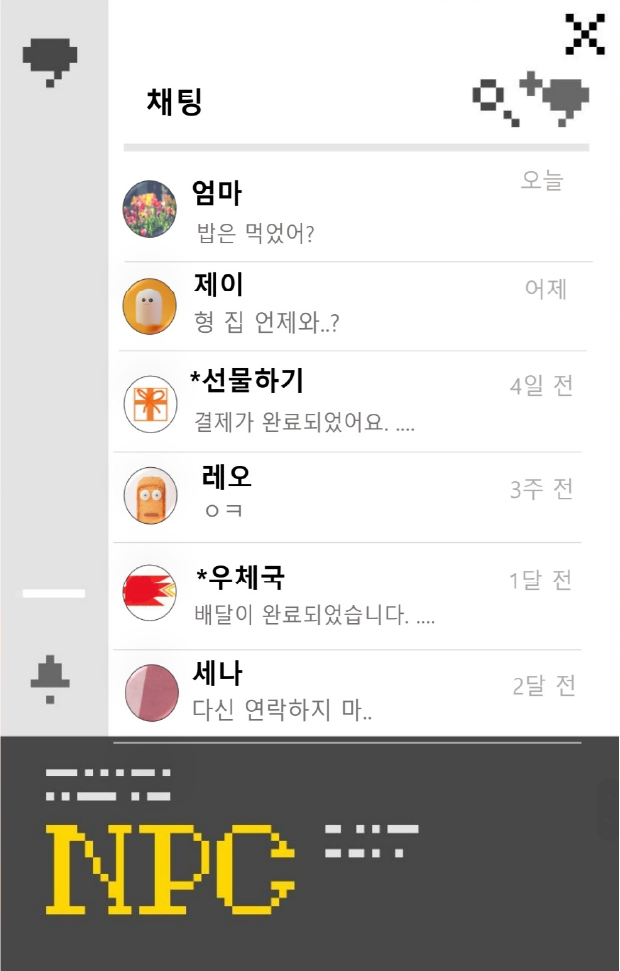 채팅
엄마
오늘
밥은 먹었어?
제이
어제
형 집 언제와..?
*선물하기
4일 전
결제가 완료되었어요. ....
레오
3주 전
ㅇㅋ
*우체국
1달 전
배달이 완료되었습니다. ....
세나
2달 전
다신 연락하지 마..
NPC